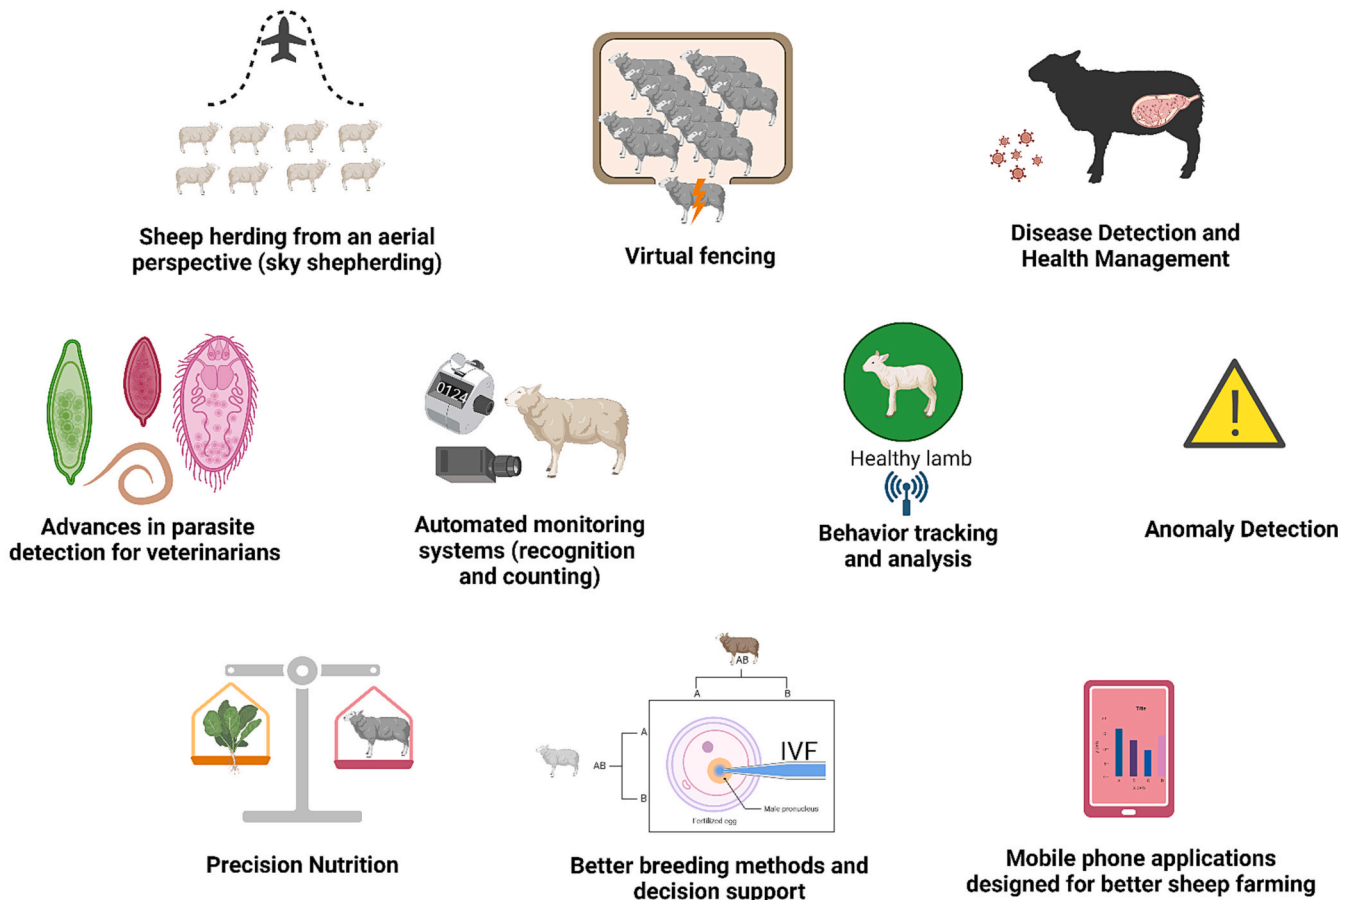 Sheep herding from an aerial
perspective (sky shepherding)
Virtual fencing
Disease Detection and
Health Management
0124
Healthy lamb
Advances in parasite
detection for veterinarians
Automated monitoring
systems (recognition
and counting)
Behavior tracking
and analysis
Anomaly Detection
AB
A B
A
AB
B
IVF
Male pronucleus
Fertilized egg
Title
Precision Nutrition
Better breeding methods and
decision support
Mobile phone applications
designed for better sheep farming